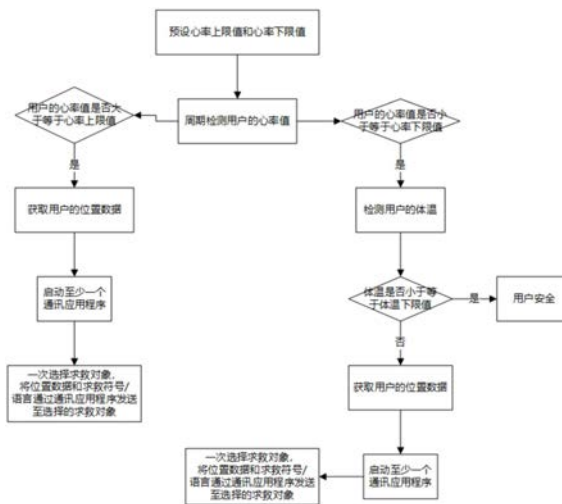 预设心率上限值和心率下限值
用户的心率值是否大
于等于心率上限值
周期检测用户的心率值
用户的心率值是否小
于等于心率下限值
是
是
获取用户的位置数据
检测用户的体温
启动至少一个
通讯应用程序
体温是否小于等
于体温下限值
是
用户安全
否
一次选择求救对象,
将位置数据和求救符号/
语言通过通讯应用程序发送
至选择的求救对象
获取用户的位置数据
一次选择求救对象,
将位置数据和求救符号/
语言通过通讯应用程序发送
至选择的求救对象
启动至少一个
通讯应用程序